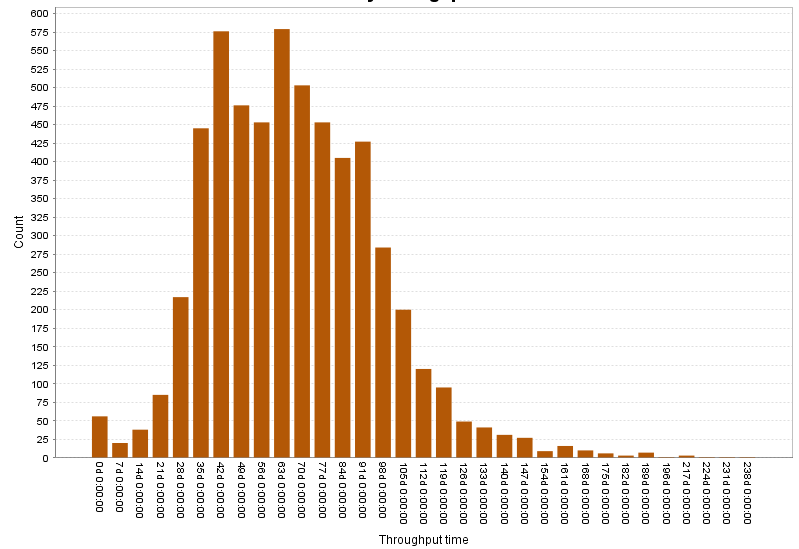 600
575
550
525
500
475
450
425
400
375
350
325
300
275
250
225
200
175
150
125
100
75
50
25
0
Count
0d 0:00:00
7d 0:00:00
14d 0:00:00
21d 0:00:00
28d 0:00:00
35d 0:00:00
42d 0:00:00
49d 0:00:00
56d 0:00:00
63d 0:00:00
70d 0:00:00
77d 0:00:00
84d 0:00:00
91d 0:00:00
98d 0:00:00
105d 0:00:00
112d 0:00:00
119d 0:00:00
126d 0:00:00
133d 0:00:00
140d 0:00:00
147d 0:00:00
154d 0:00:00
161d 0:00:00
168d 0:00:00
175d 0:00:00
182d 0:00:00
189d 0:00:00
196d 0:00:00
217d 0:00:00
224d 0:00:00
231d 0:00:00
238d 0:00:00
Throughput time